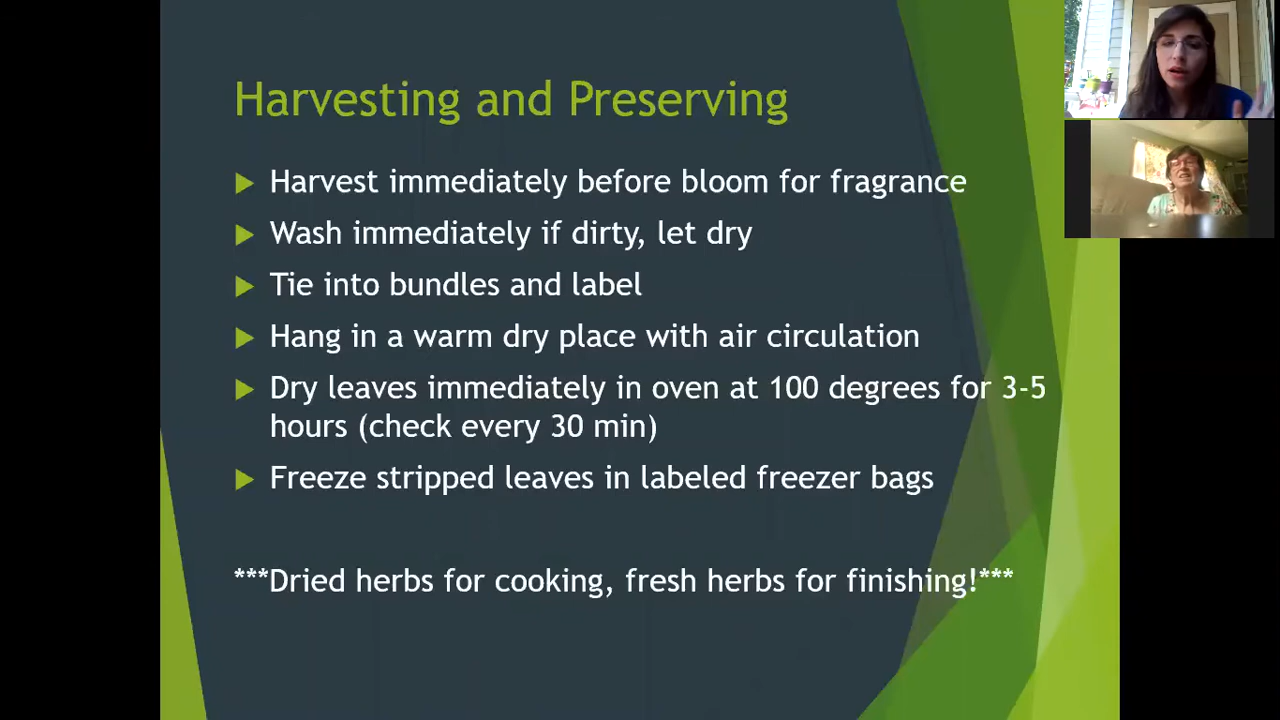 Harvesting and Preserving
Harvest immediately before bloom for fragrance
Wash immediately if dirty, let dry
Tie into bundles and label
Hang in a warm dry place with air circulation
Dry leaves immediately in oven at 100 degrees for 3-5
hours (check every 30 min)
Freeze stripped leaves in labeled freezer bags
***Dried herbs for cooking, fresh herbs for finishing!***